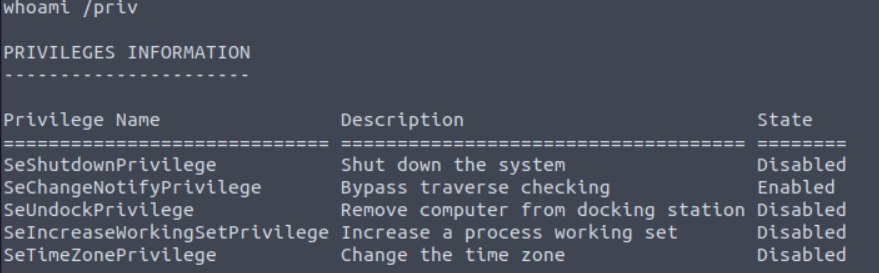 whoami /priv
PRIVILEGES INFORMATION
----------------------
Privilege Name                Description                          State
============================= ==================================== ========
SeShutdownPrivilege           Shut down the system                 Disabled
SeChangeNotifyPrivilege       Bypass traverse checking             Enabled
SeUndockPrivilege             Remove computer from docking station Disabled
SeIncreaseWorkingSetPrivilege Increase a process working set       Disabled
SeTimeZonePrivilege           Change the time zone                 Disabled